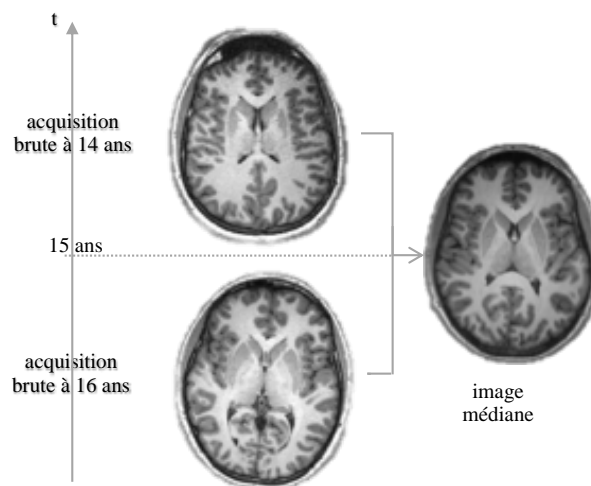 t
acquisition
brute à 14 ans
15 ans
acquisition
brute à 16 ans
image
médiane